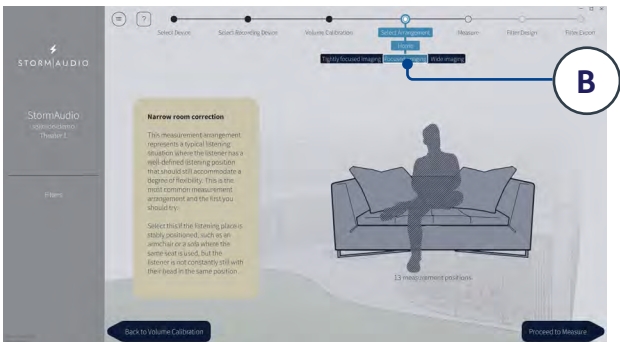 ?
Select Device
Select Recording Device
Volume Calibration
Select Arrangement
Measure
Filter Design
Filter Export
Home
Tightly focused imaging Focused imaging Wide imaging
B
STORMAUDIO
StormAudio
Theater 1
Filters
Narrow room correction
This measurement arrangement
represents a typical listening
situation where the listener has a
well-defined listening position
that should still accommodate a
degree of flexibility. This is the
most common measurement
arrangement and the first you
should try.
Select this if the listening place is
stably positioned, such as an
armchair or a sofa where the
same seat is used, but the
listener is not constantly still with
their head in the same position
13 measurement positions
Back to Volume Calibration
Proceed to Measure